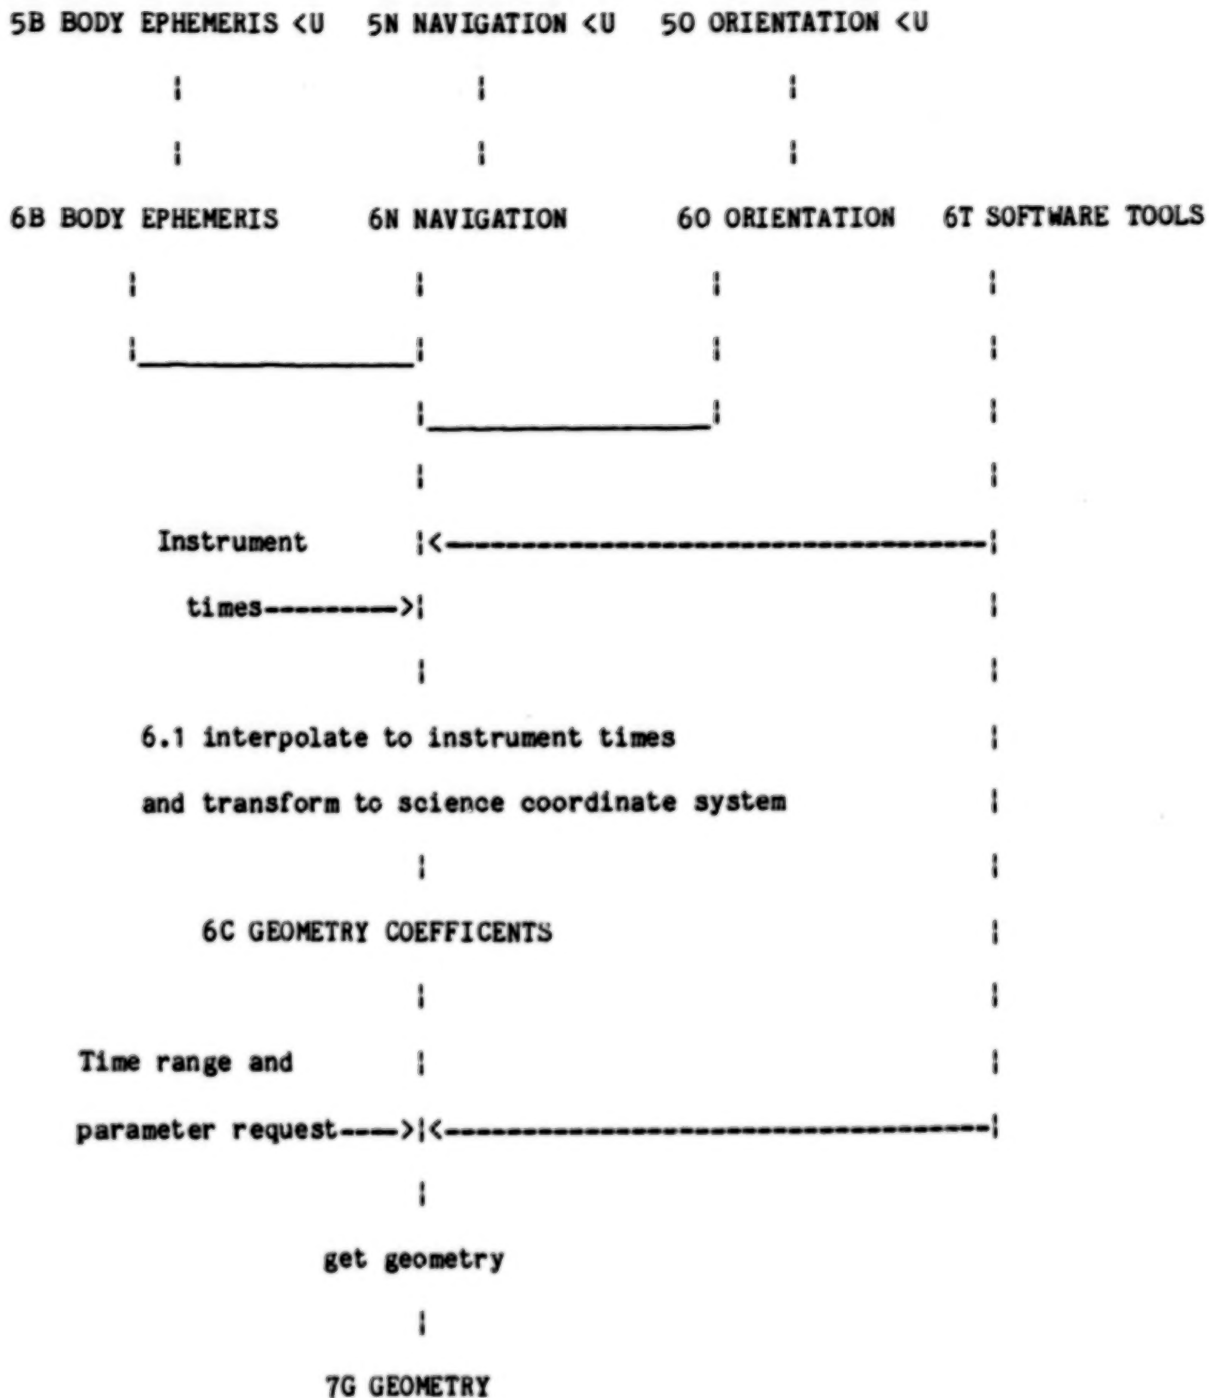 5B BODY EPHEMERIS <U 5N NAVIGATION <U 5O ORIENTATION <U
6B BODY EPHEMERIS 6N NAVIGATION 6O ORIENTATION 6T SOFTWARE TOOLS
Instrument
times
6.1 interpolate to instrument times
and transform to science coordinate system
6C GEOMETRY COEFFICENTS
Time range and
parameter request
get geometry
7G GEOMETRY